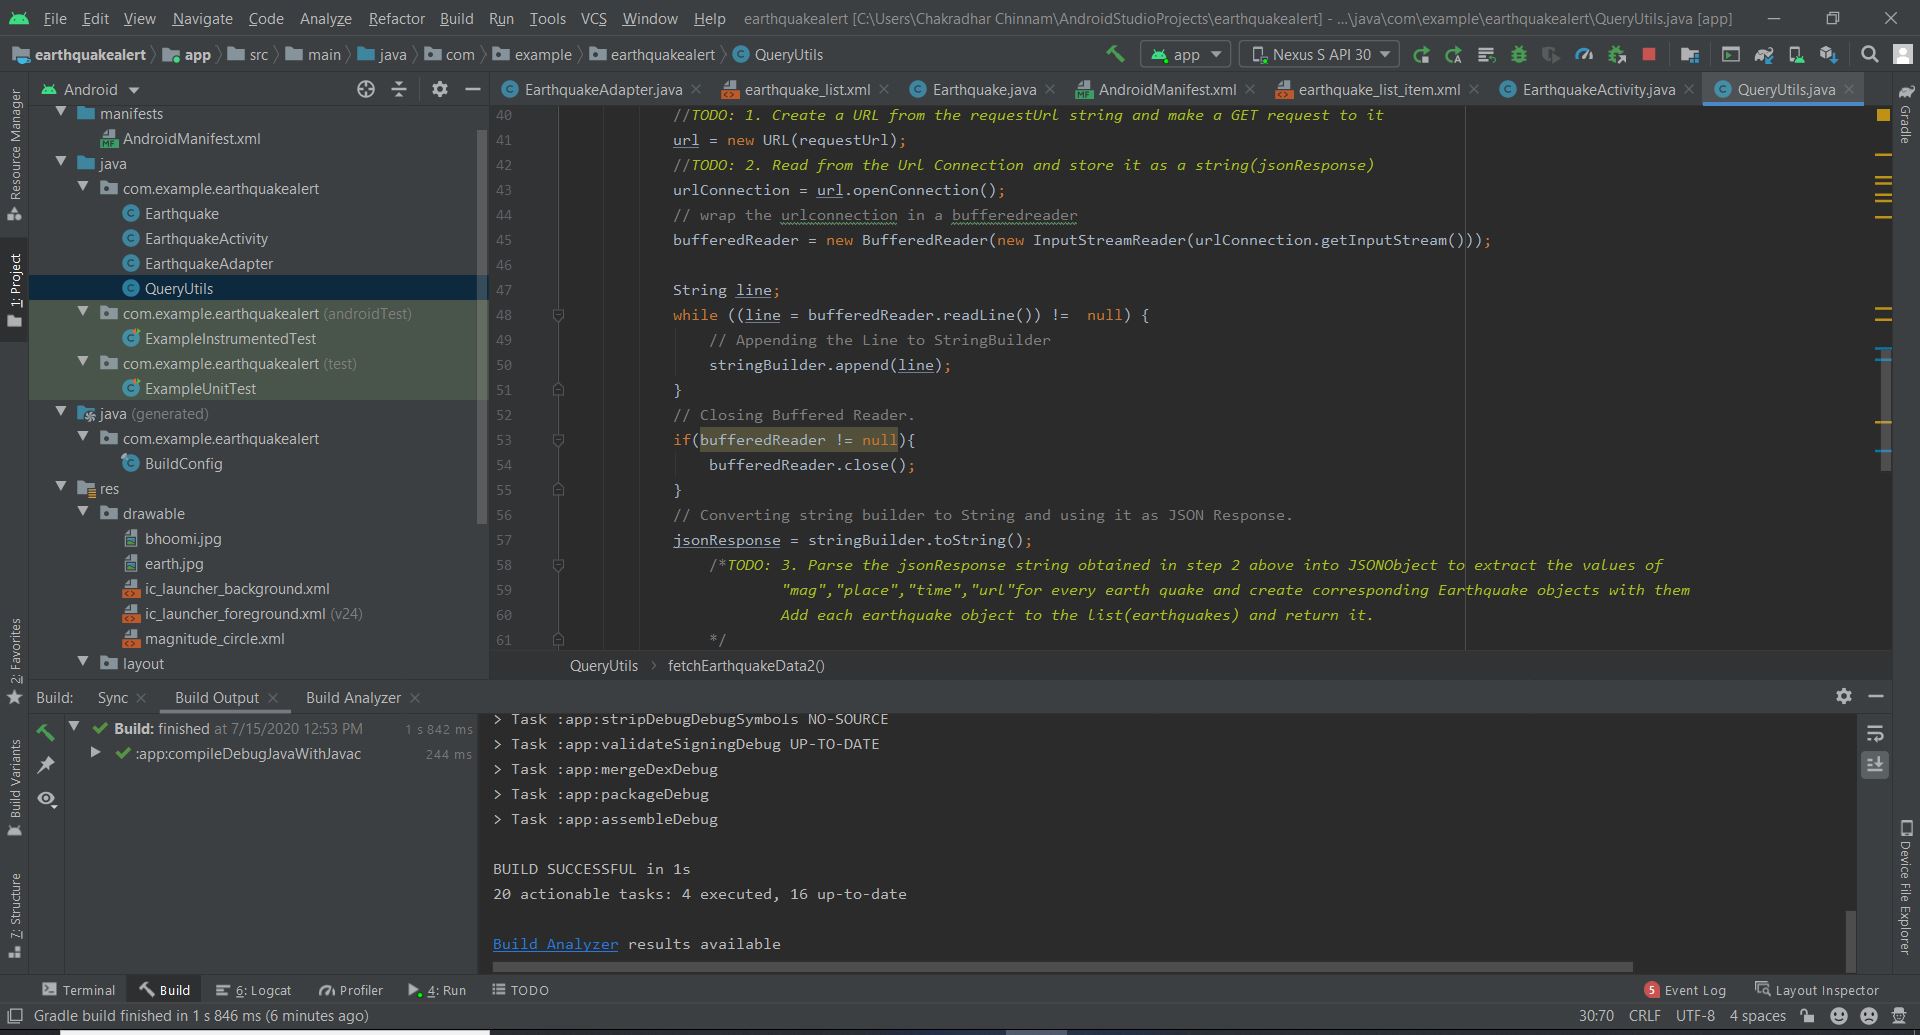 File Edit View Navigate Code Analyze Refactor Build Run Tools VCS Window Help earthquakealert [C:\Users\Chakradhar Chinnam\AndroidStudioProjects\earthquakealert] - ...\java\com\example\earthquakealert\QueryUtils.java [app]
earthquakealert app src main java com example earthquakealert QueryUtils app Nexus S API 30
Android
EarthquakeAdapter.java earthquake_list.xml Earthquake.java AndroidManifest.xml earthquake_list_item.xml EarthquakeActivity.java QueryUtils.java
Resource Manager
1: Project
2: Favorites
Build Variants
7: Structure
manifests
AndroidManifest.xml
java
com.example.earthquakealert
Earthquake
EarthquakeActivity
EarthquakeAdapter
QueryUtils
com.example.earthquakealert (androidTest)
ExampleInstrumentedTest
com.example.earthquakealert (test)
ExampleUnitTest
java (generated)
com.example.earthquakealert
BuildConfig
res
drawable
bhoomi.jpg
earth.jpg
ic_launcher_background.xml
ic_launcher_foreground.xml (v24)
magnitude_circle.xml
layout
40 //TODO: 1. Create a URL from the requestUrl string and make a GET request to it
41 url = new URL(requestUrl);
42 //TODO: 2. Read from the Url Connection and store it as a string(jsonResponse)
43 urlConnection = url.openConnection();
44 // wrap the urlconnection in a bufferedreader
45 bufferedReader = new BufferedReader(new InputStreamReader(urlConnection.getInputStream()));
46
47 String line;
48 while ((line = bufferedReader.readLine()) !=  null) {
49 // Appending the Line to StringBuilder
50 stringBuilder.append(line);
51 }
52 // Closing Buffered Reader.
53 if(bufferedReader != null){
54 bufferedReader.close();
55 }
56 // Converting string builder to String and using it as JSON Response.
57 jsonResponse = stringBuilder.toString();
58 /*TODO: 3. Parse the jsonResponse string obtained in step 2 above into JSONObject to extract the values of
59 "mag","place","time","url"for every earth quake and create corresponding Earthquake objects with them
60 Add each earthquake object to the list(earthquakes) and return it.
61 */
QueryUtils fetchEarthquakeData2()
Gradle
Device File Explorer
Build: Sync Build Output Build Analyzer
Build: finished at 7/15/2020 12:53 PM 1 s 842 ms
:app:compileDebugJavaWithJavac 244 ms
> Task :app:stripDebugDebugSymbols NO-SOURCE
> Task :app:validateSigningDebug UP-TO-DATE
> Task :app:mergeDexDebug
> Task :app:packageDebug
> Task :app:assembleDebug
BUILD SUCCESSFUL in 1s
20 actionable tasks: 4 executed, 16 up-to-date
Build Analyzer results available
Terminal Build 6: Logcat Profiler 4: Run TODO 5 Event Log Layout Inspector
Gradle build finished in 1 s 846 ms (6 minutes ago) 30:70 CRLF UTF-8 4 spaces